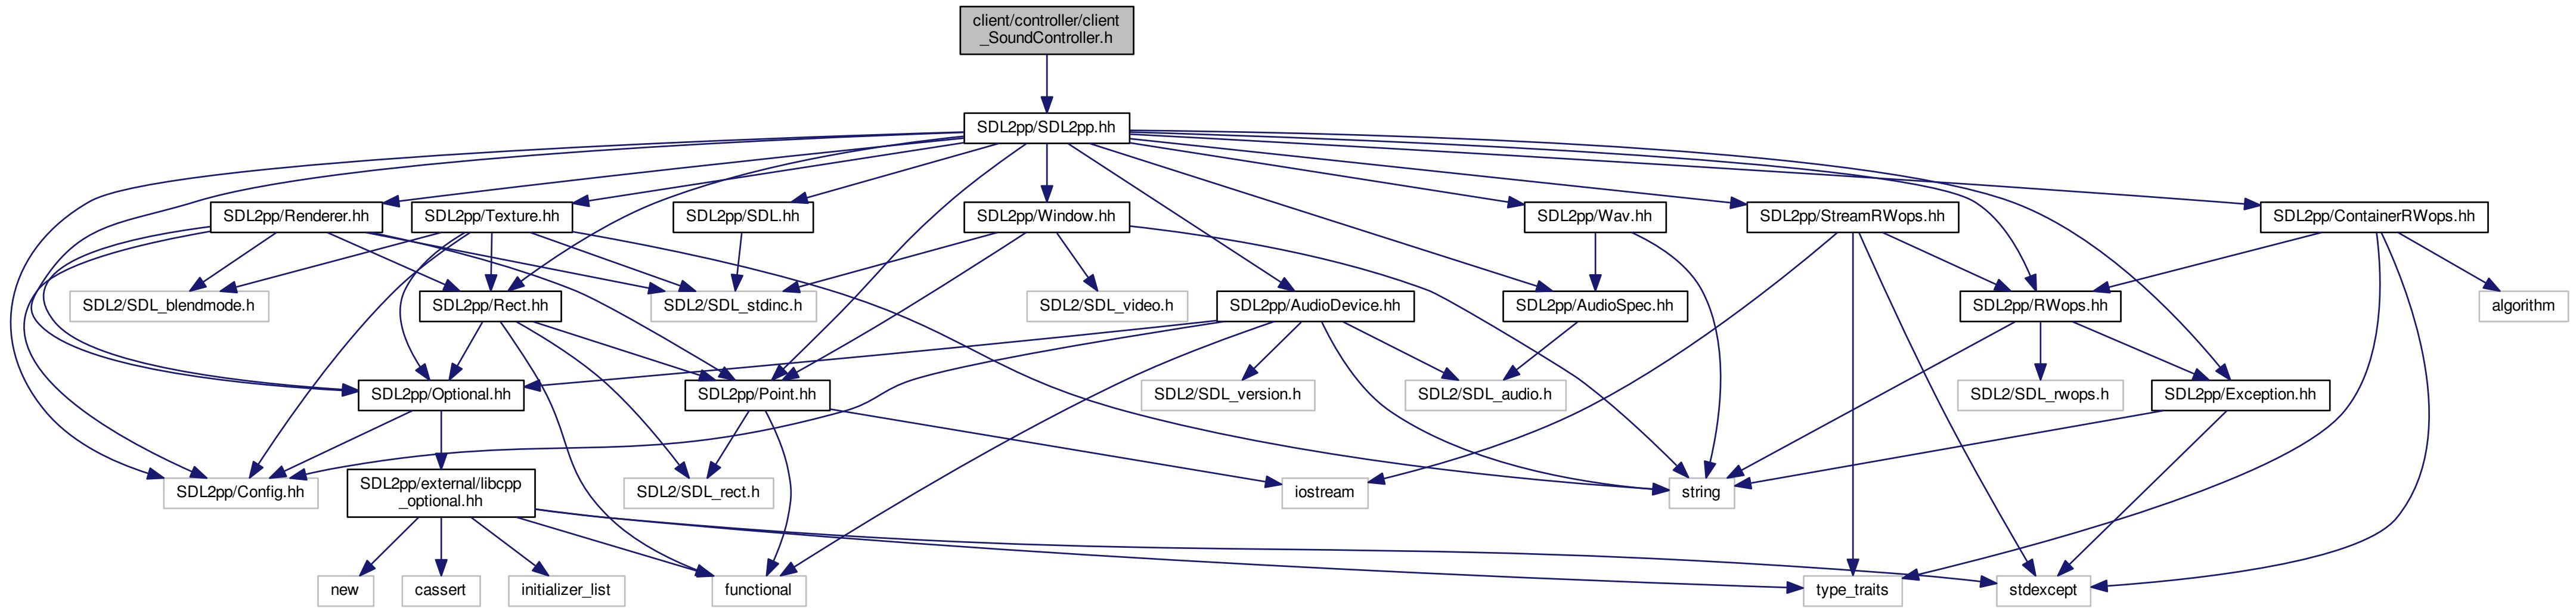 client/controller/client
_SoundController.h
SDL2pp/SDL2pp.hh
SDL2pp/Renderer.hh
SDL2pp/Texture.hh
SDL2pp/SDL.hh
SDL2pp/Window.hh
SDL2pp/Wav.hh
SDL2pp/StreamRWops.hh
SDL2pp/ContainerRWops.hh
SDL2/SDL_blendmode.h
SDL2pp/Rect.hh
SDL2/SDL_stdinc.h
SDL2/SDL_video.h
SDL2pp/AudioDevice.hh
SDL2pp/AudioSpec.hh
SDL2pp/RWops.hh
algorithm
SDL2pp/Optional.hh
SDL2pp/Point.hh
SDL2/SDL_version.h
SDL2/SDL_audio.h
SDL2/SDL_rwops.h
SDL2pp/Exception.hh
SDL2pp/Config.hh
SDL2pp/external/libcpp
_optional.hh
SDL2/SDL_rect.h
iostream
string
new
cassert
initializer_list
functional
type_traits
stdexcept